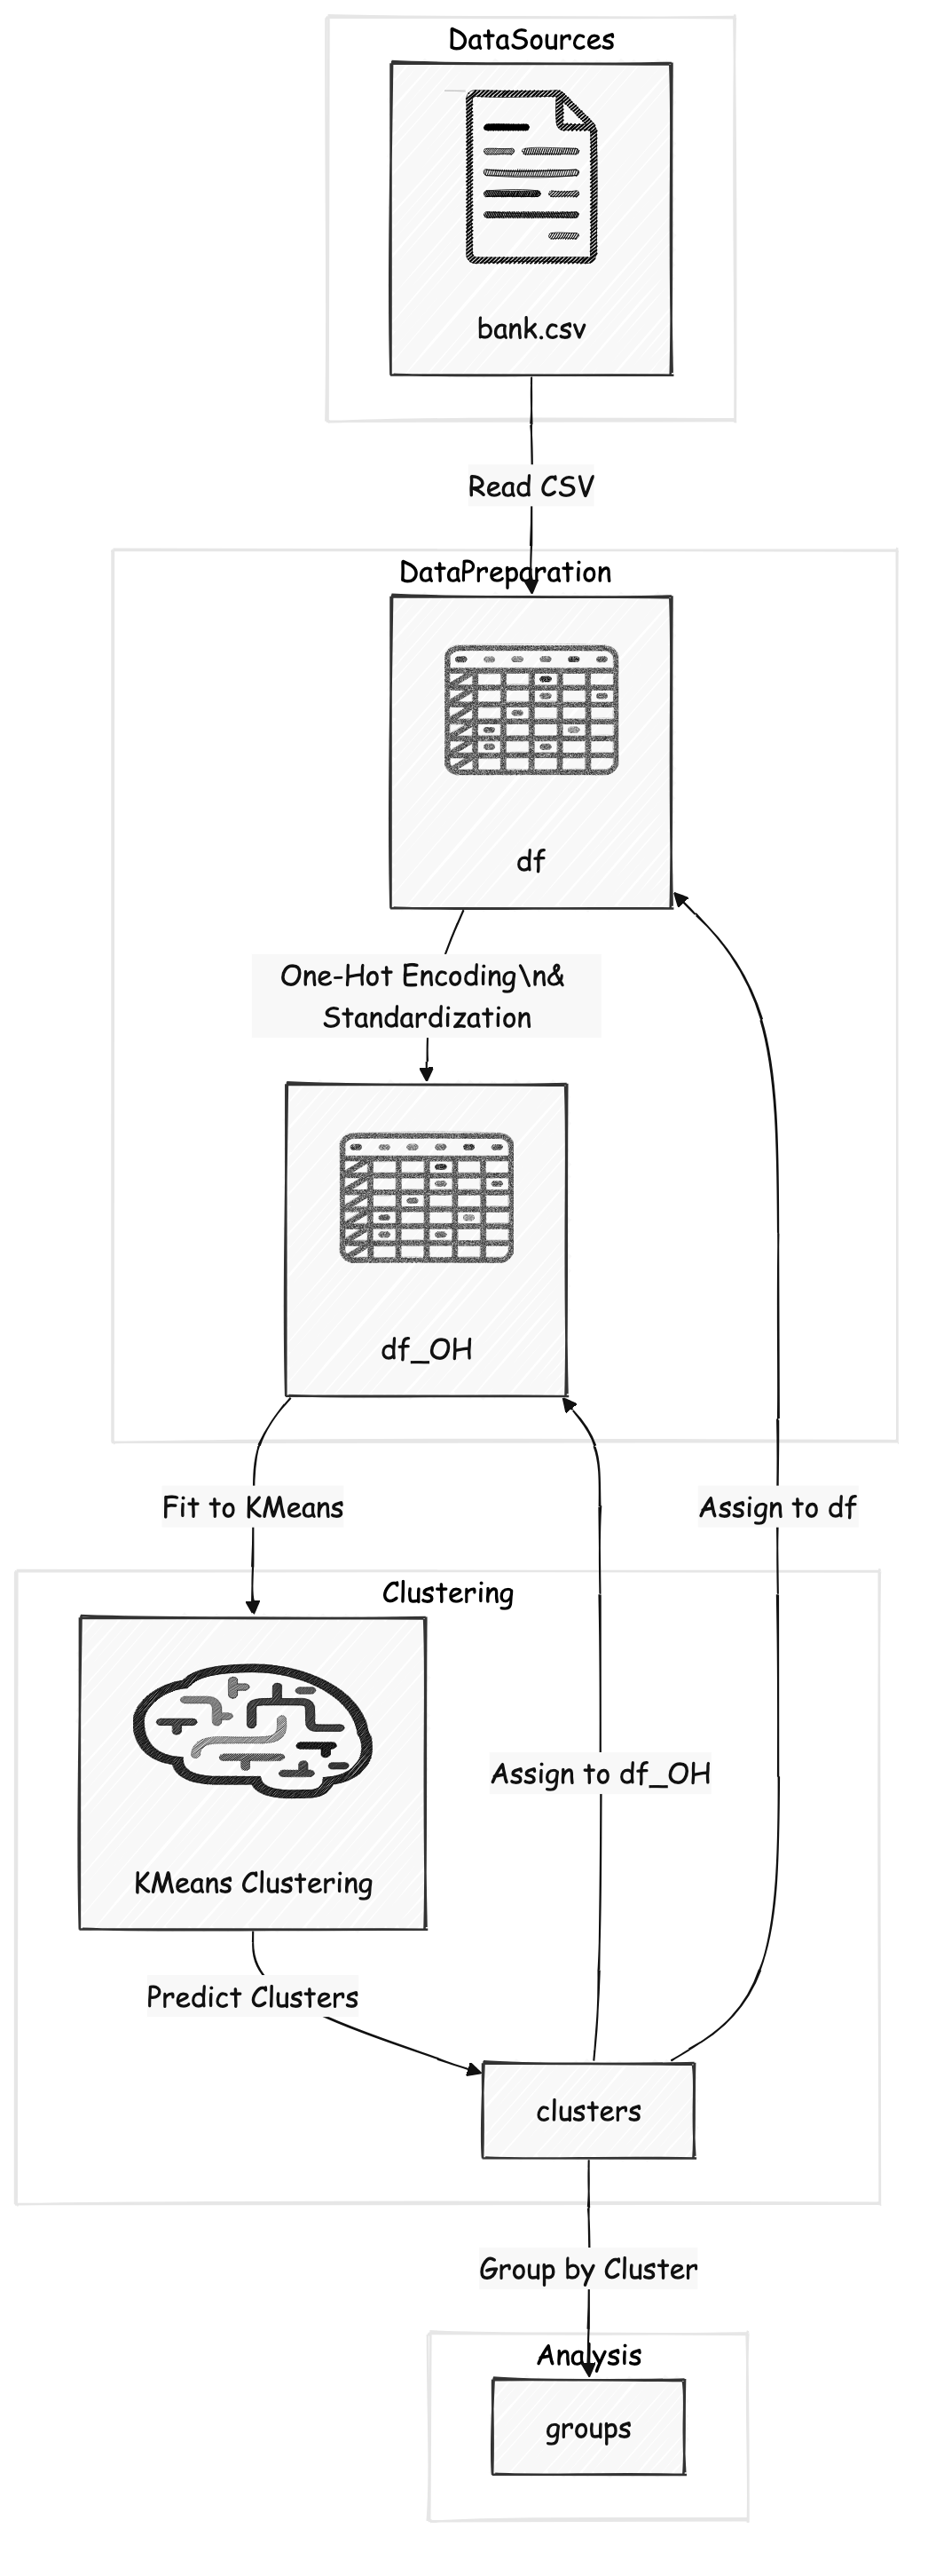 DataSources
bank.csv
Read CSV
DataPreparation
df
One-Hot Encoding\n&
Standardization
df_OH
Fit to KMeans
Assign to df
Clustering
KMeans Clustering
Assign to df_OH
Predict Clusters
clusters
Group by Cluster
Analysis
groups